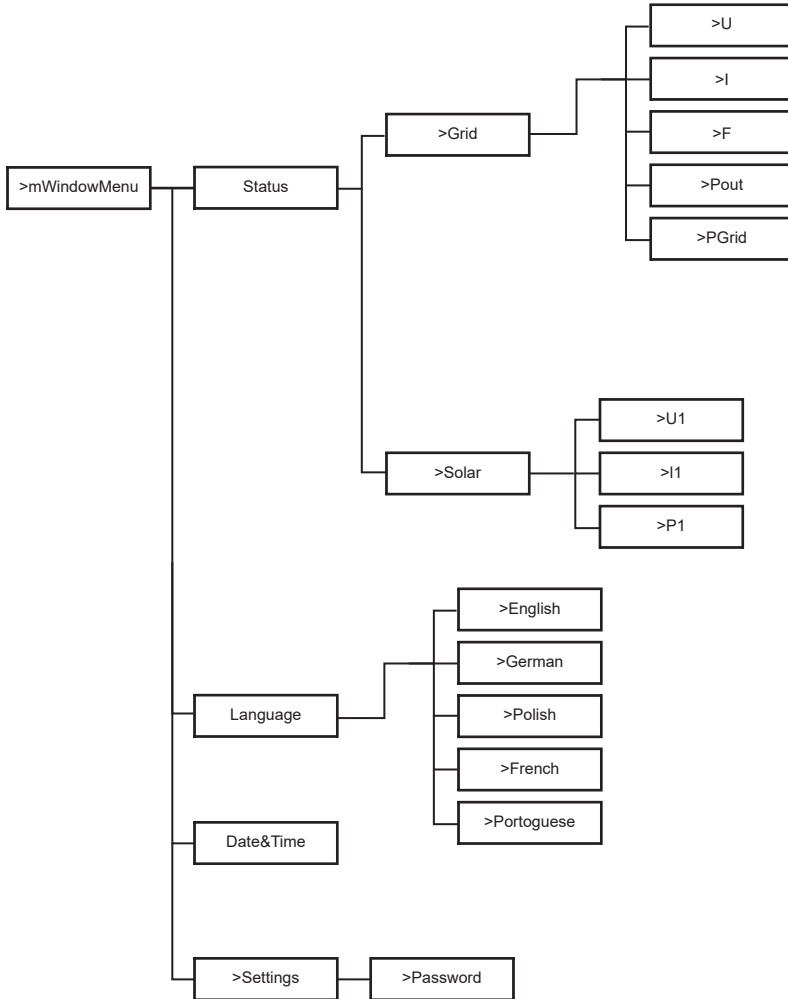 >U
>I
>F
>Pout
>PGrid
>Grid
>mWindowMenu
Status
>U1
>I1
>P1
>Solar
>English
>German
>Polish
>French
>Portoguese
Language
Date&Time
>Settings
>Password